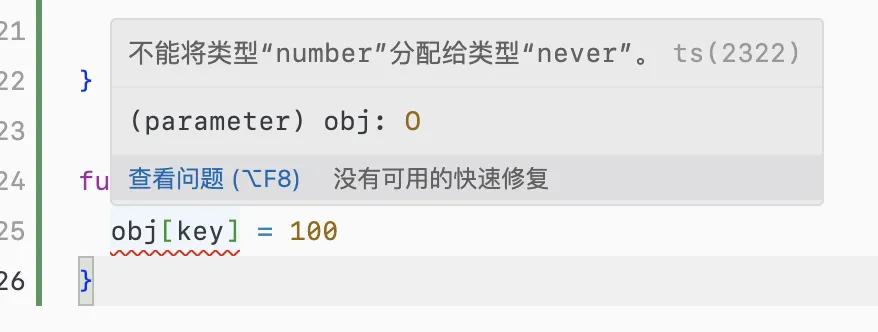 21
不能将类型“number”分配给类型“never”。 ts(2322)
22 }
(parameter) obj: O
23
查看问题 (⌥F8) 没有可用的快速修复
24 fu
25 obj[key] = 100
26 }